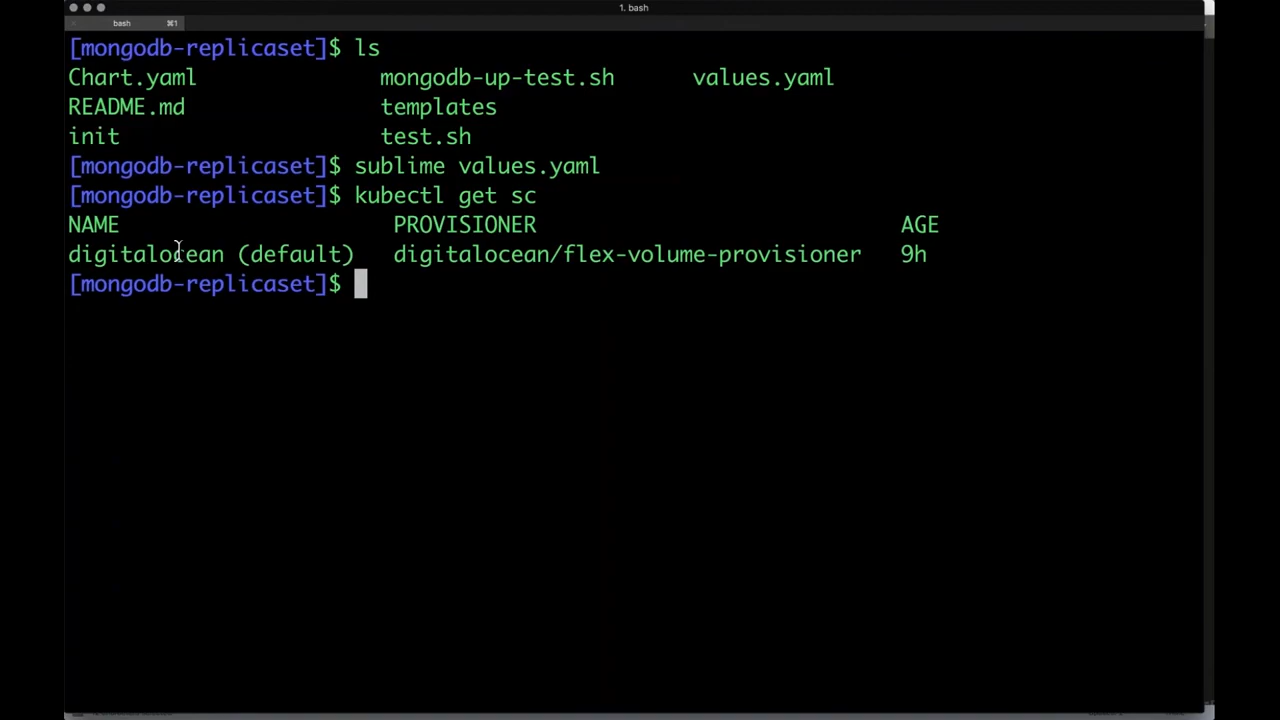 1. bash
bash ⌘1
[mongodb-replicaset]$ ls
Chart.yaml mongodb-up-test.sh values.yaml
README.md templates
init test.sh
[mongodb-replicaset]$ sublime values.yaml
[mongodb-replicaset]$ kubectl get sc
NAME PROVISIONER AGE
digitalocean (default) digitalocean/flex-volume-provisioner 9h
[mongodb-replicaset]$